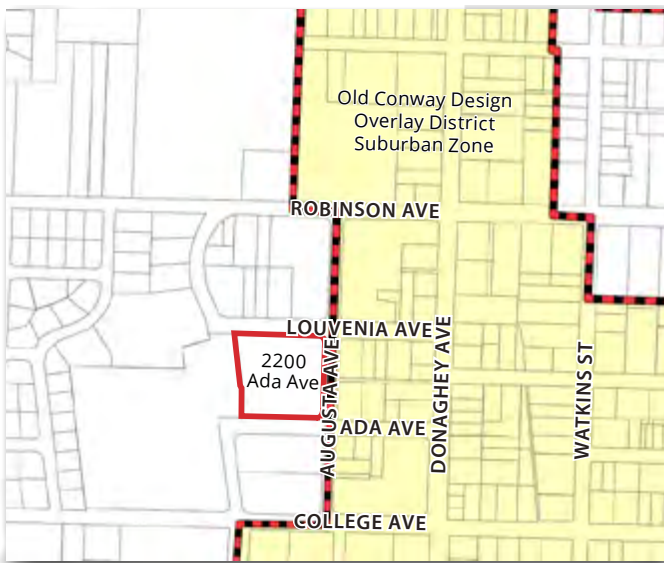 Old Conway Design
Overlay District
Suburban Zone
ROBINSON AVE
LOUVENIA AVE
2200
Ada Ave
AUGUSTA AVE
DONAGHEY AVE
WATKINS ST
ADA AVE
COLLEGE AVE